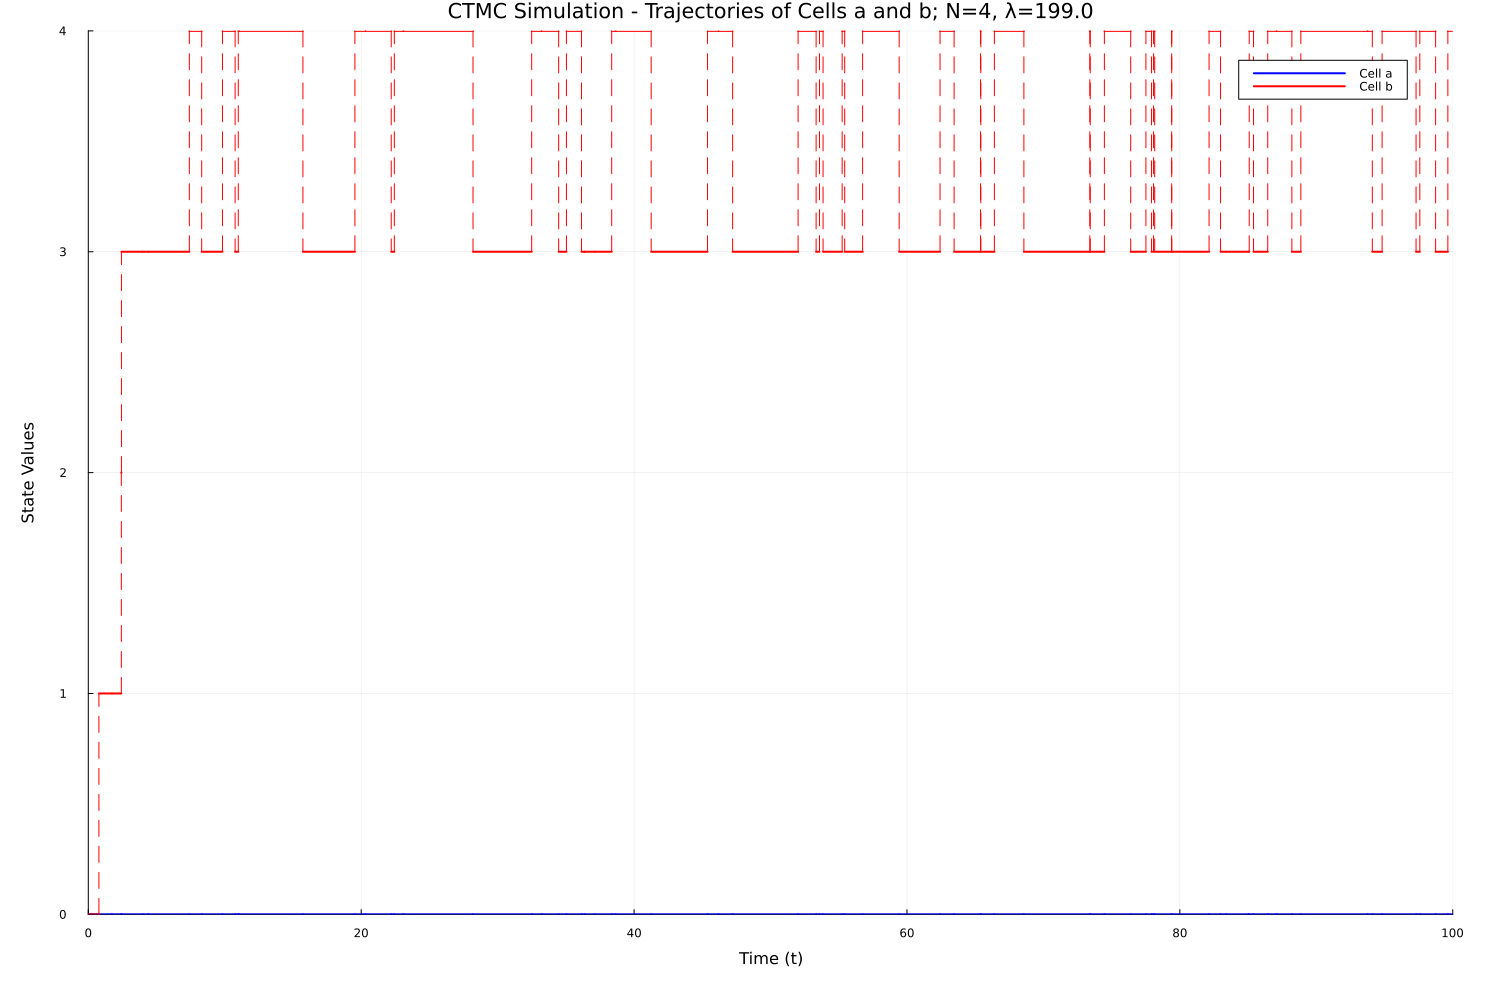 CTMC Simulation - Trajectories of Cells a and b; N=4, λ=199.0
4
Cell a
Cell b
3
State Values
2
1
0
0 20 40 60 80 100
Time (t)